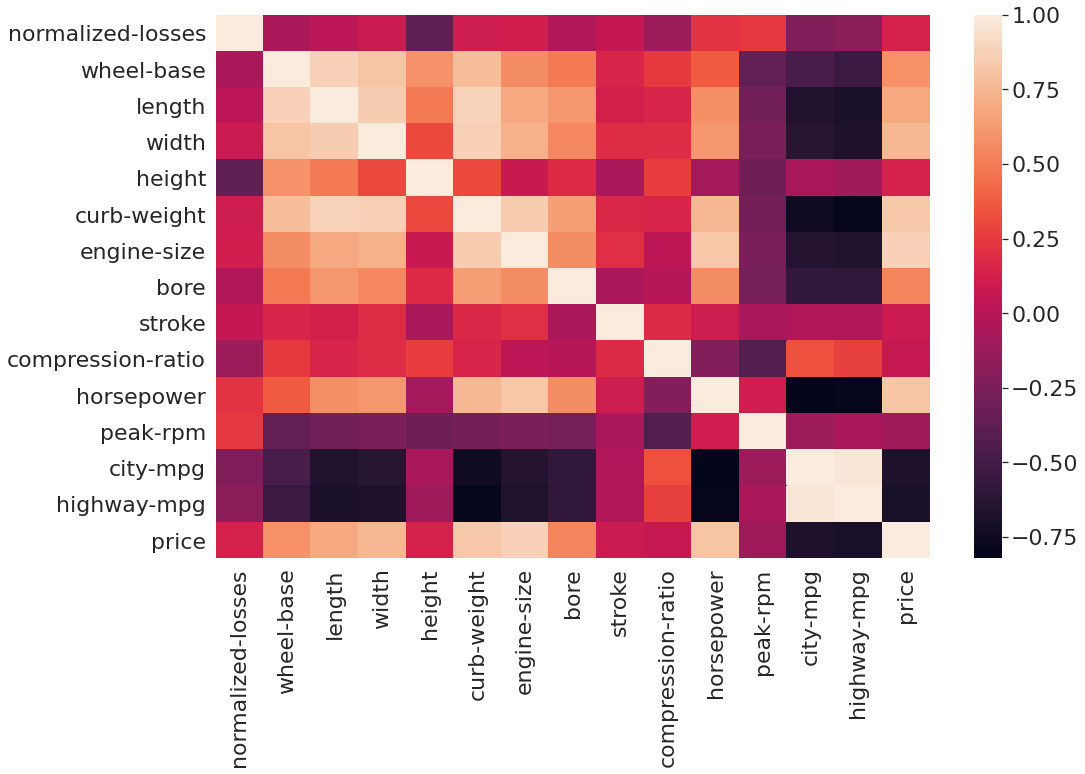 normalized-losses
wheel-base
length
width
height
curb-weight
engine-size
bore
stroke
compression-ratio
horsepower
peak-rpm
city-mpg
highway-mpg
price
normalized-losses
wheel-base
length
width
height
curb-weight
engine-size
bore
stroke
compression-ratio
horsepower
peak-rpm
city-mpg
highway-mpg
price
1.00
0.75
0.50
0.25
0.00
−0.25
−0.50
−0.75